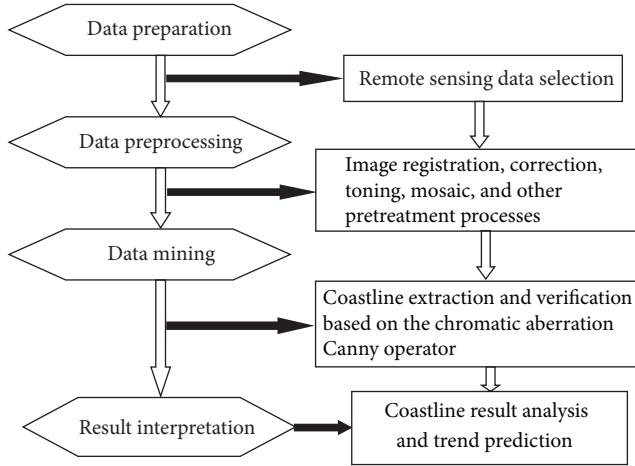 Data preparation
Remote sensing data selection
Data preprocessing
Image registration, correction,
toning, mosaic, and other
pretreatment processes
Data mining
Coastline extraction and verification
based on the chromatic aberration
Canny operator
Result interpretation
Coastline result analysis
and trend prediction